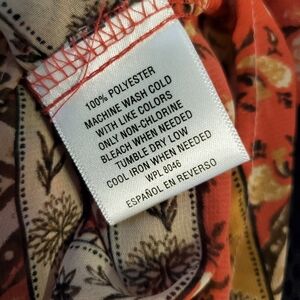 100% POLYESTER
MACHINE WASH COLD
WITH LIKE COLORS
ONLY NON-CHLORINE
BLEACH WHEN NEEDED
TUMBLE DRY LOW
COOL IRON WHEN NEEDED
WPL 8046
ESPAÑOL EN REVERSO